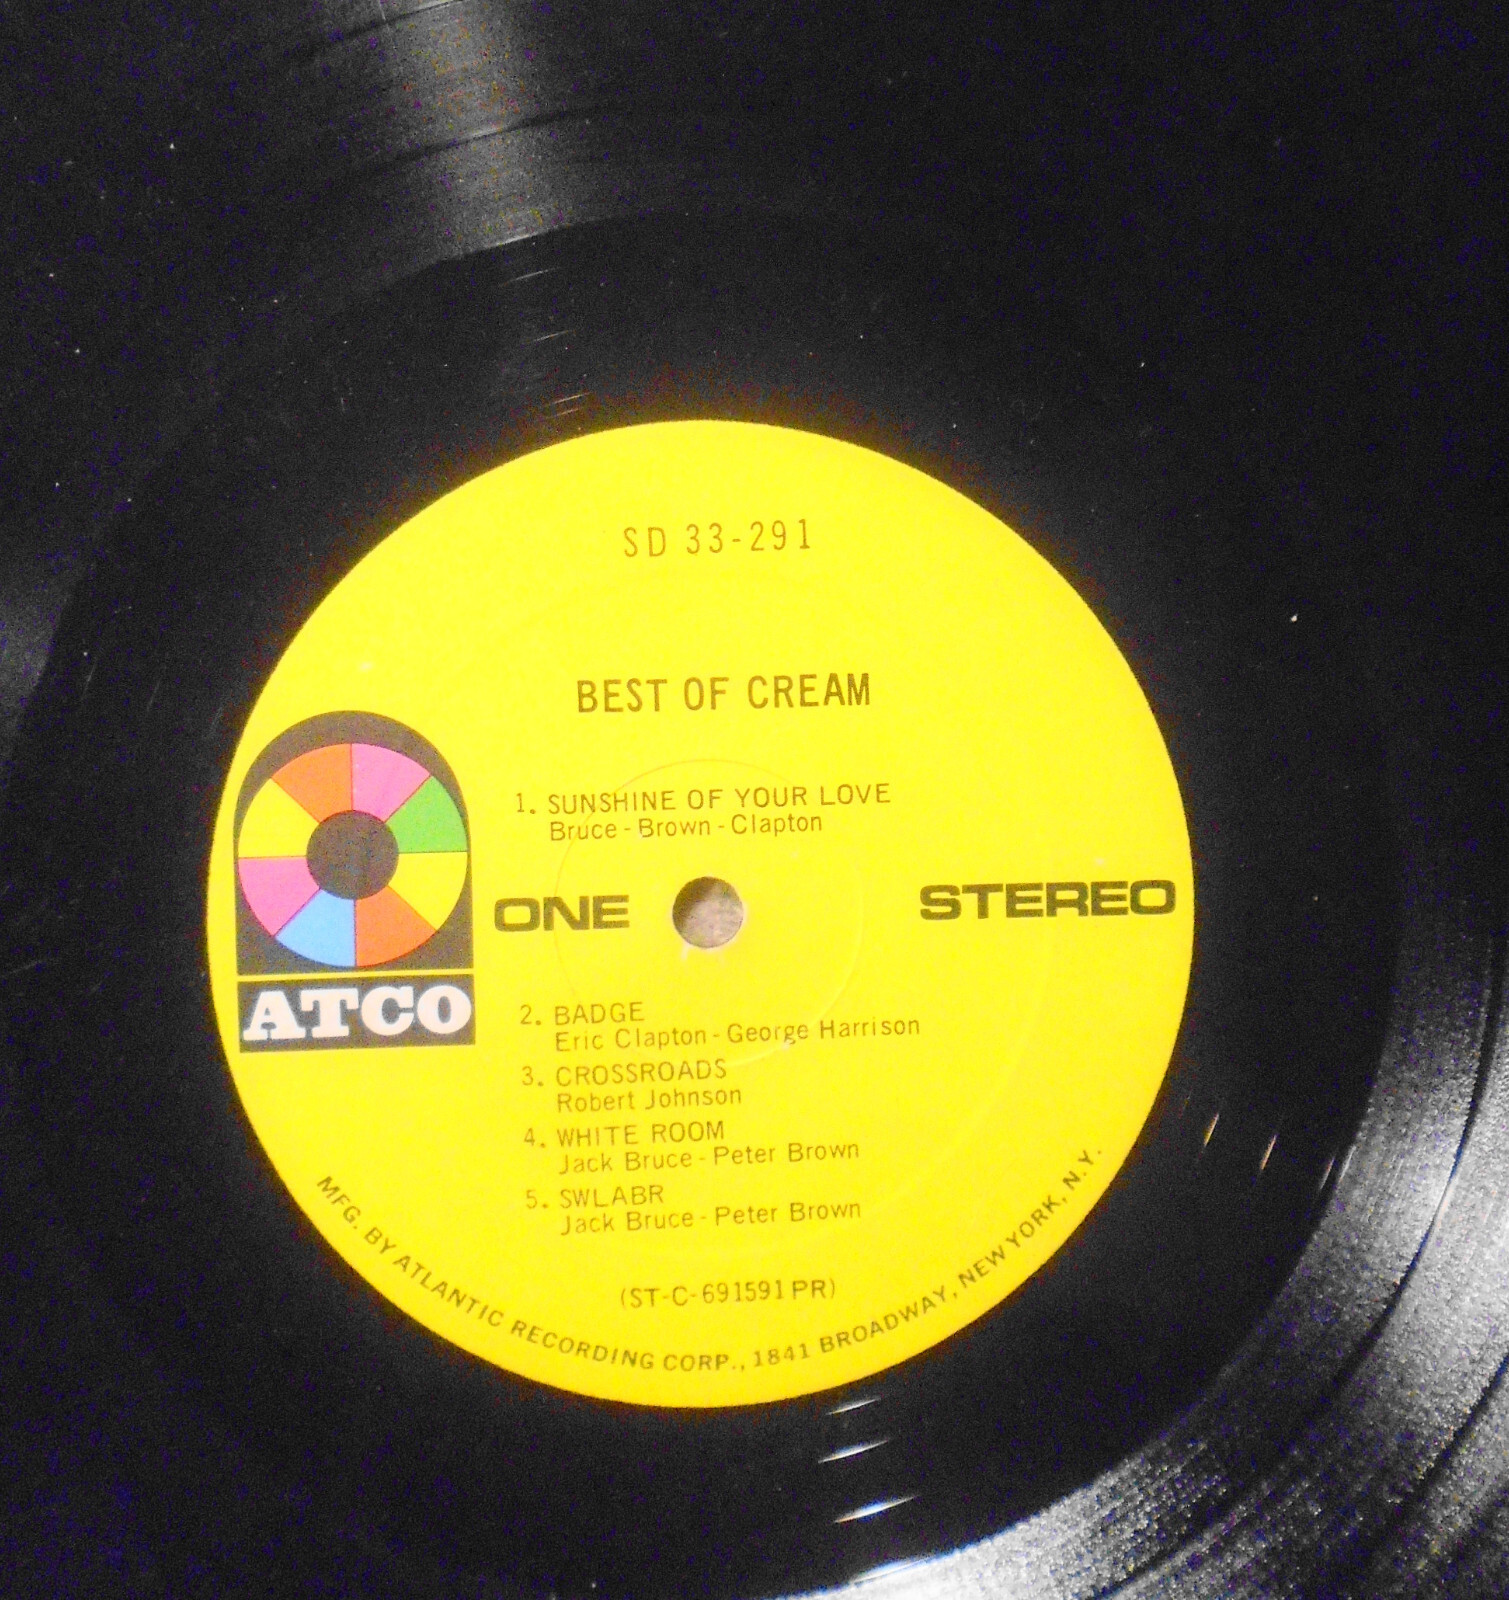 SD 33-291
BEST OF CREAM
1. SUNSHINE OF YOUR LOVE
Bruce - Brown - Clapton
ONE
STEREO
ATCO
2. BADGE
Eric Clapton - George Harrison
3. CROSSROADS
Robert Johnson
4. WHITE ROOM
Jack Bruce - Peter Brown
5. SWLABR
Jack Bruce - Peter Brown
(ST-C-691591 PR)
MFG. BY ATLANTIC RECORDING CORP., 1841 BROADWAY, NEW YORK, N.Y.